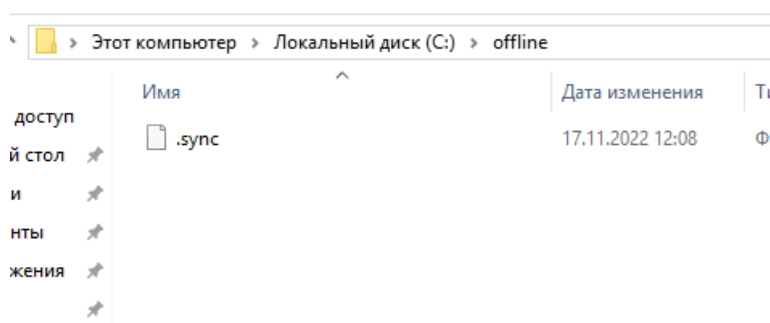 Этот компьютер › Локальный диск (C:) › offline
Имя Дата изменения
доступ
.sync 17.11.2022 12:08
й стол
и
нты
жения